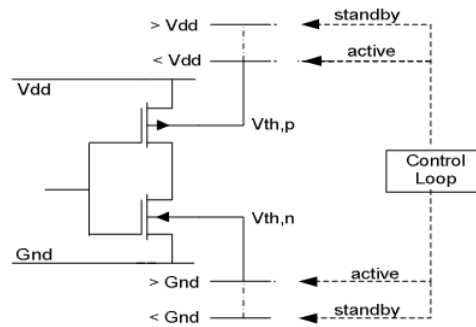 > Vdd
standby
< Vdd
active
Vdd
Vth,p
Control
Loop
Vth,n
Gnd
> Gnd
active
< Gnd
standby